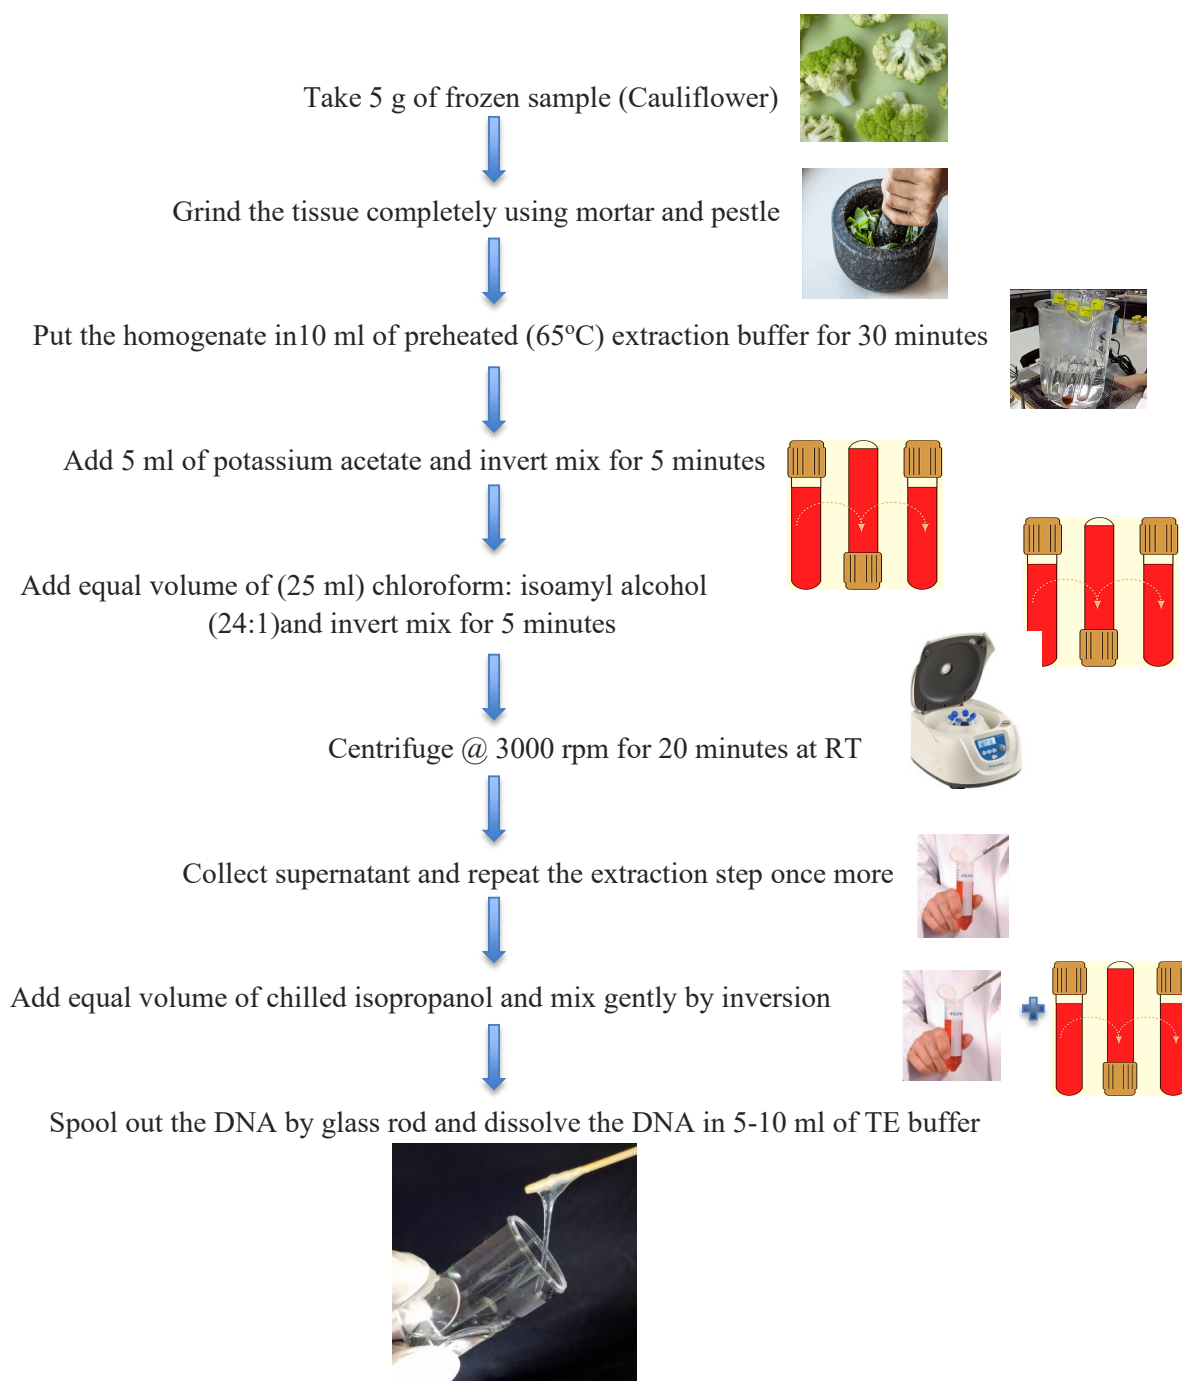 Take 5 g of frozen sample (Cauliflower)
Grind the tissue completely using mortar and pestle
Put the homogenate in10 ml of preheated (65ºC) extraction buffer for 30 minutes
Add 5 ml of potassium acetate and invert mix for 5 minutes
Add equal volume of (25 ml) chloroform: isoamyl alcohol
(24:1)and invert mix for 5 minutes
Centrifuge @ 3000 rpm for 20 minutes at RT
Collect supernatant and repeat the extraction step once more
Add equal volume of chilled isopropanol and mix gently by inversion
Spool out the DNA by glass rod and dissolve the DNA in 5-10 ml of TE buffer